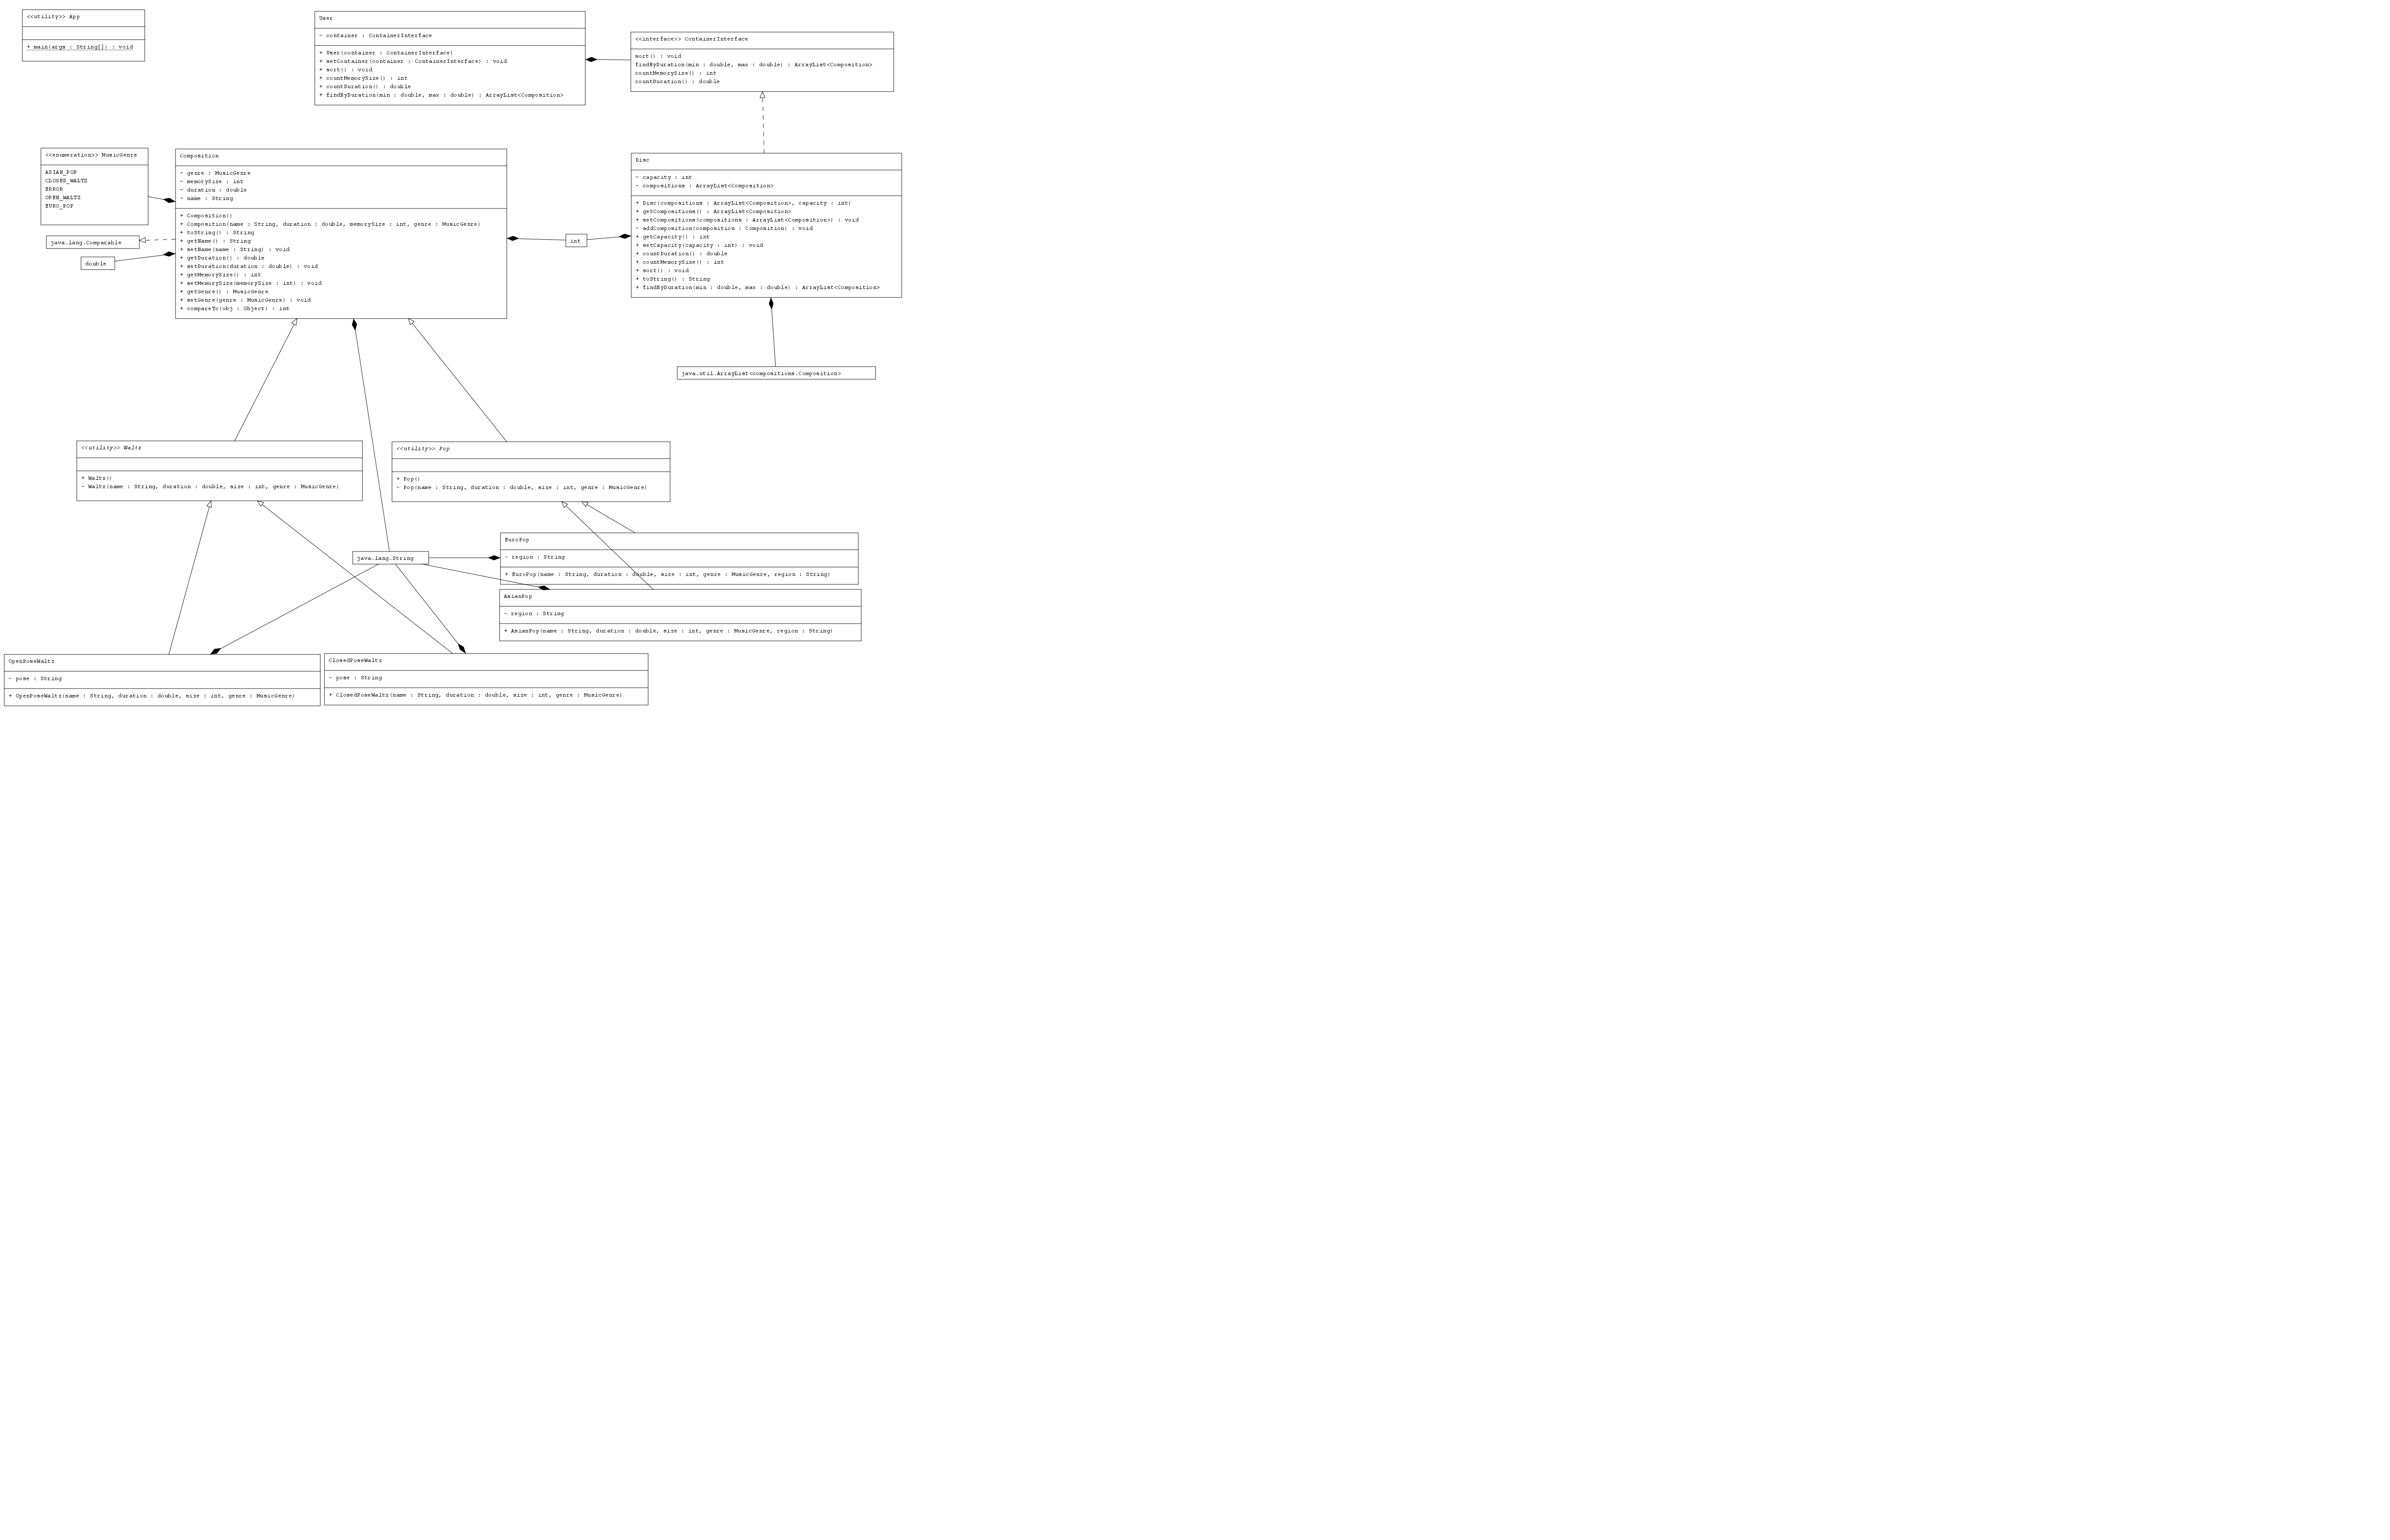 <<utility>> App
+ main(args : String[]) : void
User
- container : ContainerInterface
+ User(container : ContainerInterface)
+ setContainer(container : ContainerInterface) : void
+ sort() : void
+ countMemorySize() : int
+ countDuration() : double
+ findByDuration(min : double, max : double) : ArrayList<Composition>
<<interface>> ContainerInterface
sort() : void
findByDuration(min : double, max : double) : ArrayList<Composition>
countMemorySize() : int
countDuration() : double
<<enumeration>> MusicGenre
ASIAN_POP
CLOSED_WALTZ
ERROR
OPEN_WALTZ
EURO_POP
Composition
- genre : MusicGenre
- memorySize : int
- duration : double
- name : String
+ Composition()
+ Composition(name : String, duration : double, memorySize : int, genre : MusicGenre)
+ toString() : String
+ getName() : String
+ setName(name : String) : void
+ getDuration() : double
+ setDuration(duration : double) : void
+ getMemorySize() : int
+ setMemorySize(memorySize : int) : void
+ getGenre() : MusicGenre
+ setGenre(genre : MusicGenre) : void
+ compareTo(obj : Object) : int
Disc
- capacity : int
- compositions : ArrayList<Composition>
+ Disc(compositions : ArrayList<Composition>, capacity : int)
+ getCompositions() : ArrayList<Composition>
+ setCompositions(compositions : ArrayList<Composition>) : void
- addComposition(composition : Composition) : void
+ getCapacity() : int
+ setCapacity(capacity : int) : void
+ countDuration() : double
+ countMemorySize() : int
+ sort() : void
+ toString() : String
+ findByDuration(min : double, max : double) : ArrayList<Composition>
java.lang.Comparable
double
int
java.util.ArrayList<compositions.Composition>
<<utility>> Waltz
+ Waltz()
- Waltz(name : String, duration : double, size : int, genre : MusicGenre)
<<utility>> Pop
+ Pop()
- Pop(name : String, duration : double, size : int, genre : MusicGenre)
java.lang.String
EuroPop
- region : String
+ EuroPop(name : String, duration : double, size : int, genre : MusicGenre, region : String)
AsianPop
- region : String
+ AsianPop(name : String, duration : double, size : int, genre : MusicGenre, region : String)
OpenPoseWaltz
- pose : String
+ OpenPoseWaltz(name : String, duration : double, size : int, genre : MusicGenre)
ClosedPoseWaltz
- pose : String
+ ClosedPoseWaltz(name : String, duration : double, size : int, genre : MusicGenre)